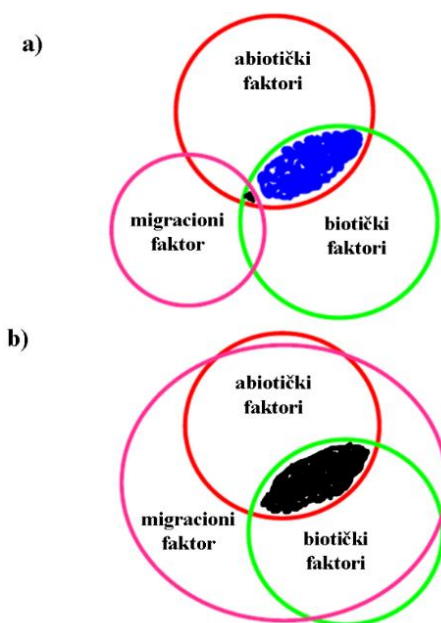 a)
abiotički
faktori
migracioni
faktor
biotički
faktori
b)
abiotički
faktori
migracioni
faktor
biotički
faktori